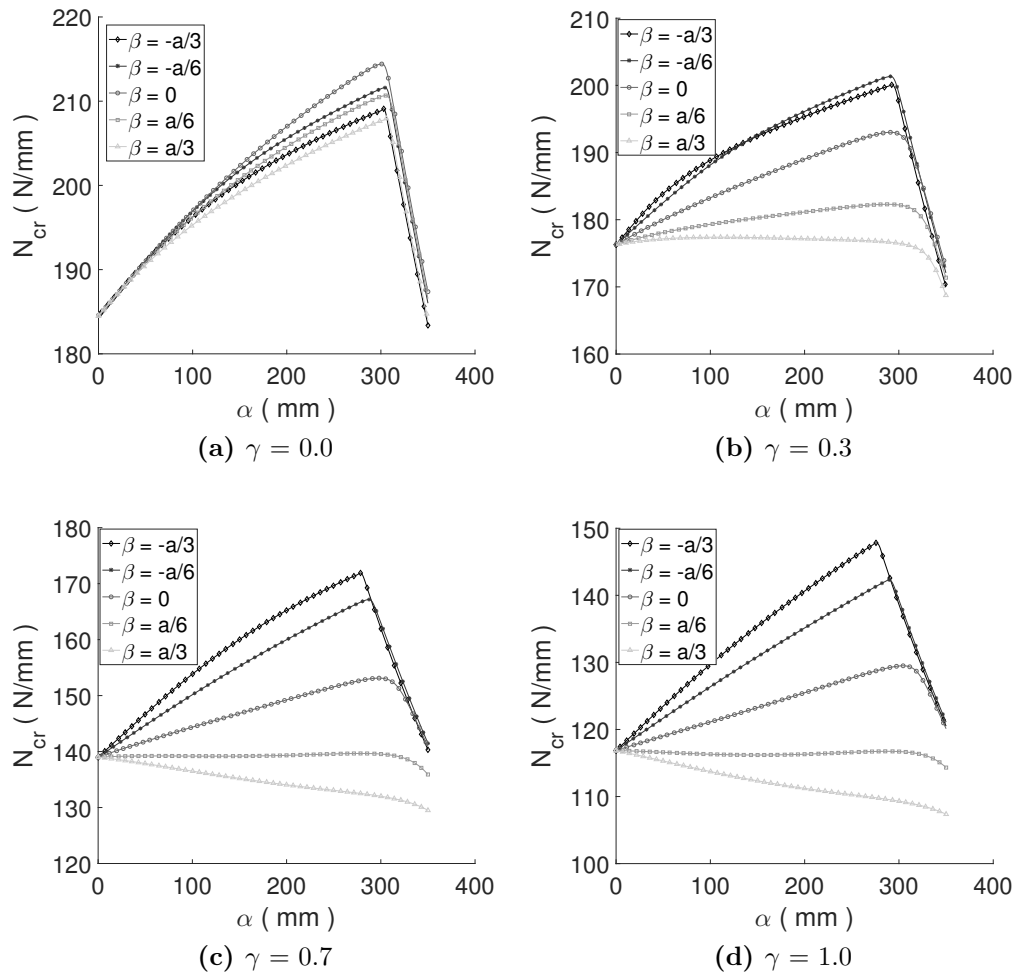 220
210
200
190
180
N_cr ( N/mm )
β = -a/3
β = -a/6
β = 0
β = a/6
β = a/3
0 100 200 300 400
α ( mm )
(a) γ = 0.0
210
200
190
180
170
160
N_cr ( N/mm )
β = -a/3
β = -a/6
β = 0
β = a/6
β = a/3
0 100 200 300 400
α ( mm )
(b) γ = 0.3
180
170
160
150
140
130
120
N_cr ( N/mm )
β = -a/3
β = -a/6
β = 0
β = a/6
β = a/3
0 100 200 300 400
α ( mm )
(c) γ = 0.7
150
140
130
120
110
100
N_cr ( N/mm )
β = -a/3
β = -a/6
β = 0
β = a/6
β = a/3
0 100 200 300 400
α ( mm )
(d) γ = 1.0